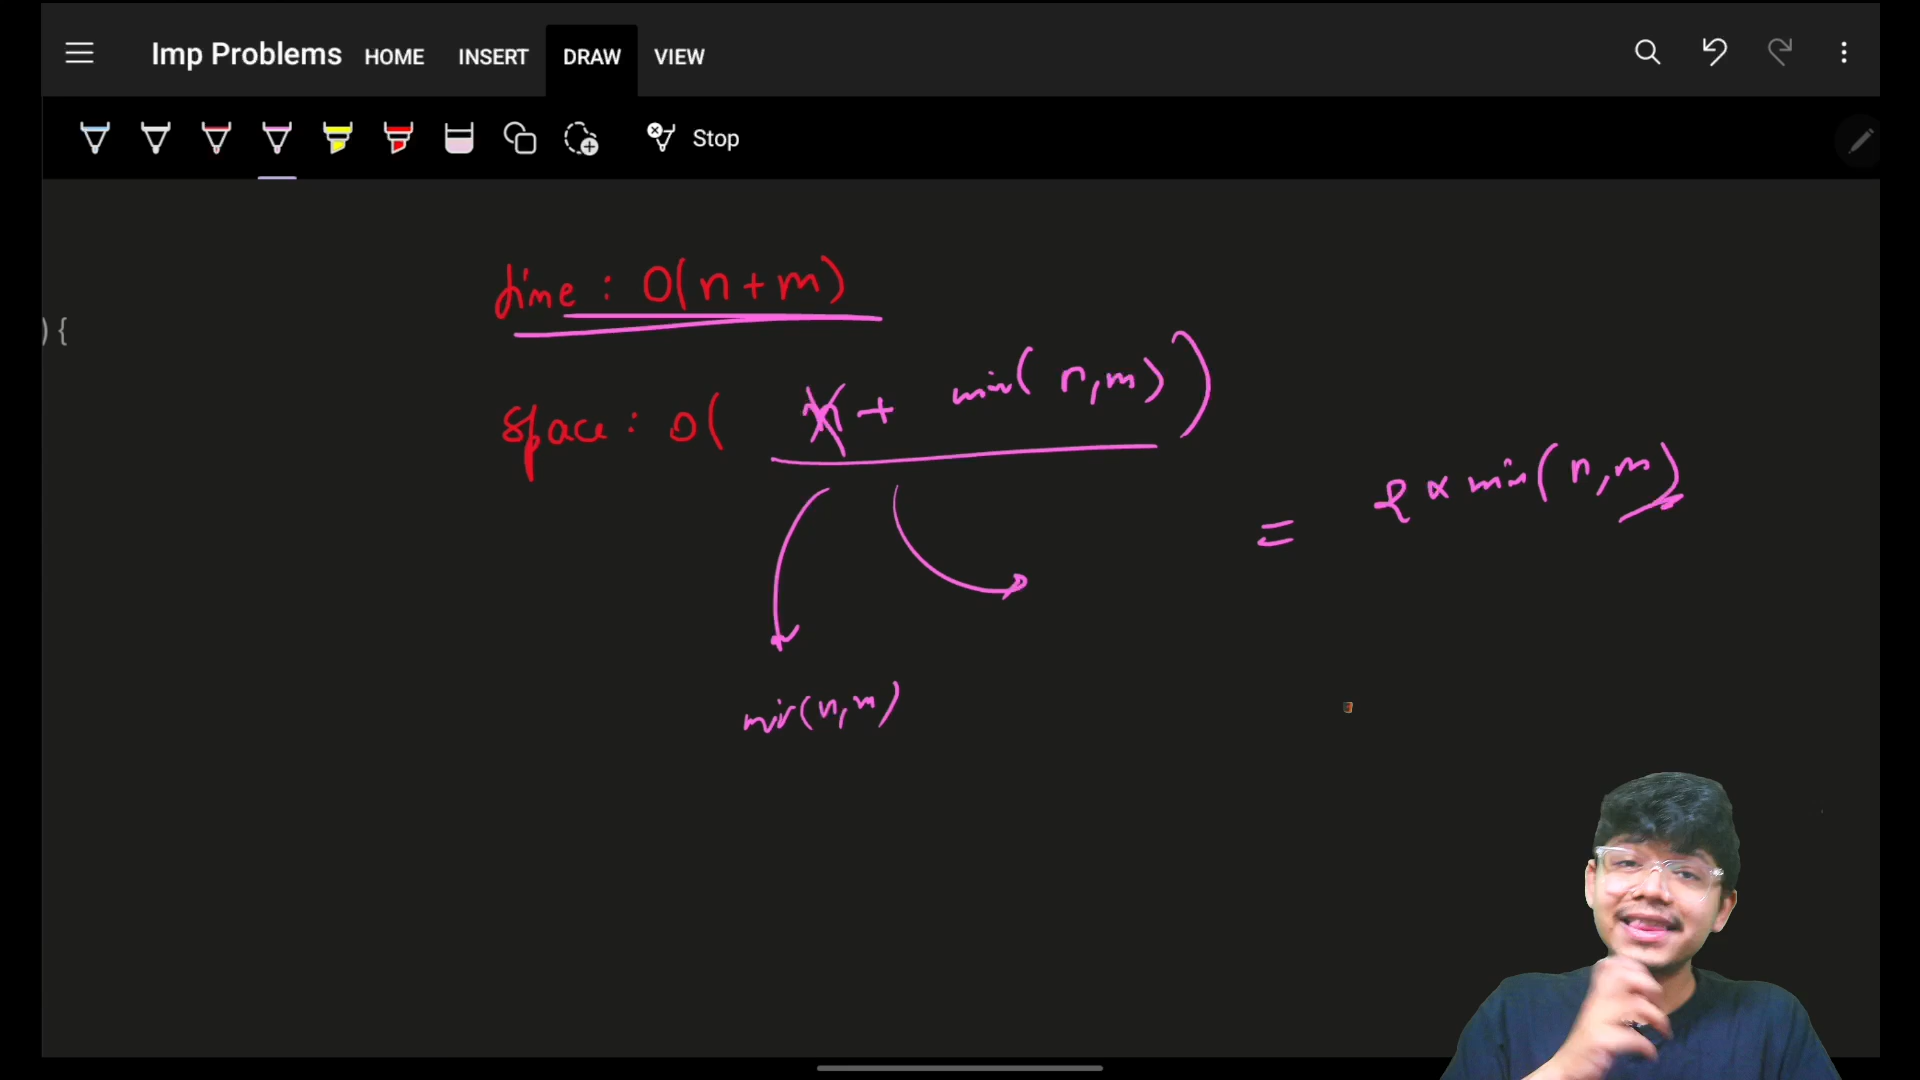 Imp Problems HOME INSERT DRAW VIEW
Stop
) {
time : O(n+m)
space : O( n + min( n,m) )
= 2 * min(n,m)
min(n,m)